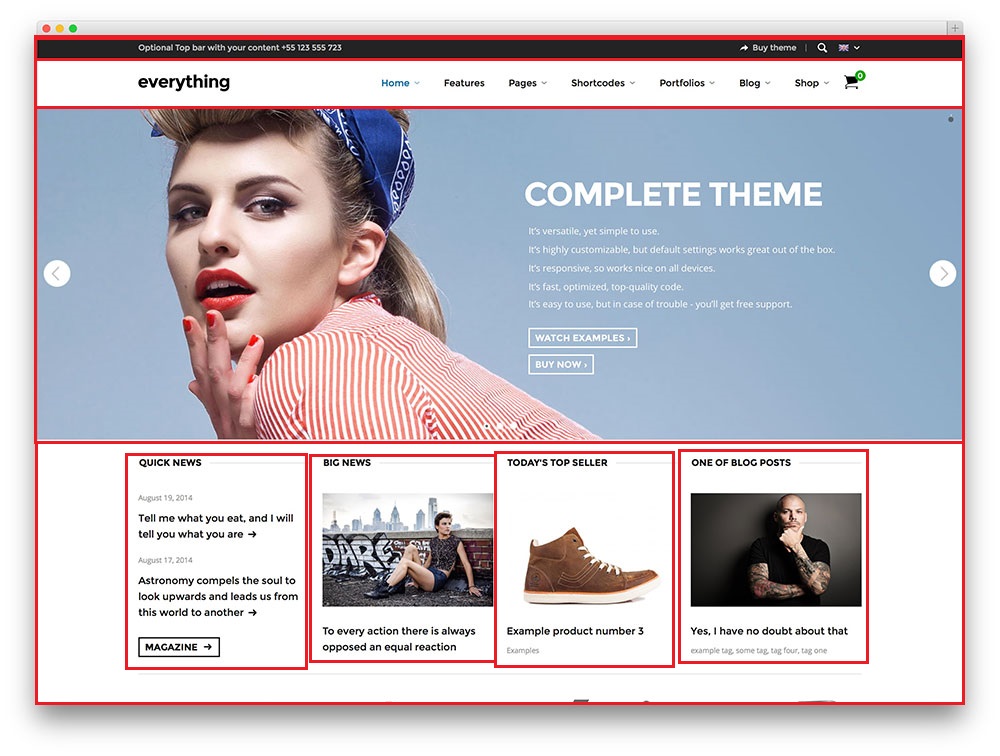 Optional Top bar with your content +55 123 555 723
Buy theme |
everything
Home Features Pages Shortcodes Portfolios Blog Shop 0
COMPLETE THEME
It's versatile, yet simple to use.
It's highly customizable, but default settings works great out of the box.
It's responsive, so works nice on all devices.
It's fast, optimized, top-quality code.
It's easy to use, but in case of trouble - you'll get free support.
WATCH EXAMPLES ›
BUY NOW ›
QUICK NEWS
August 19, 2014
Tell me what you eat, and I will
tell you what you are →
August 17, 2014
Astronomy compels the soul to
look upwards and leads us from
this world to another →
MAGAZINE →
BIG NEWS
DARE
To every action there is always
opposed an equal reaction
TODAY'S TOP SELLER
Example product number 3
Examples
ONE OF BLOG POSTS
Yes, I have no doubt about that
example tag, some tag, tag four, tag one